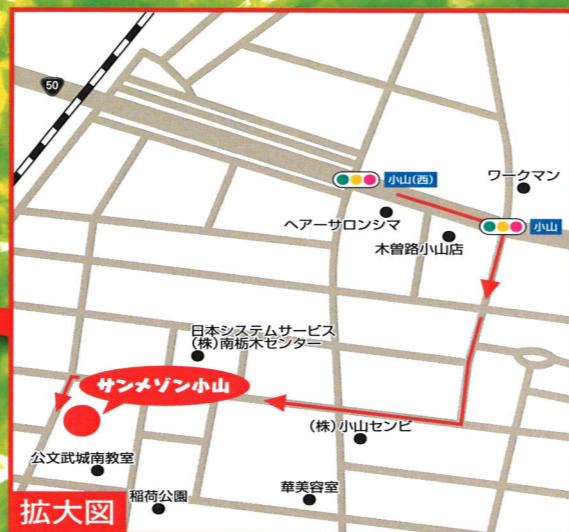 50
小山(西)
ワークマン
ヘアーサロンシマ
小山
木曽路小山店
日本システムサービス
(株)南栃木センター
サンメゾン小山
(株)小山センビ
公文武城南教室
華美容室
稲荷公園
拡大図